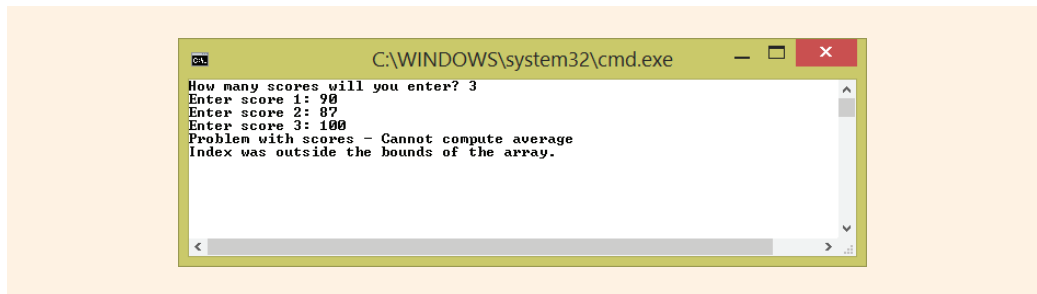 C:\WINDOWS\system32\cmd.exe
How many scores will you enter? 3
Enter score 1: 90
Enter score 2: 87
Enter score 3: 100
Problem with scores - Cannot compute average
Index was outside the bounds of the array.